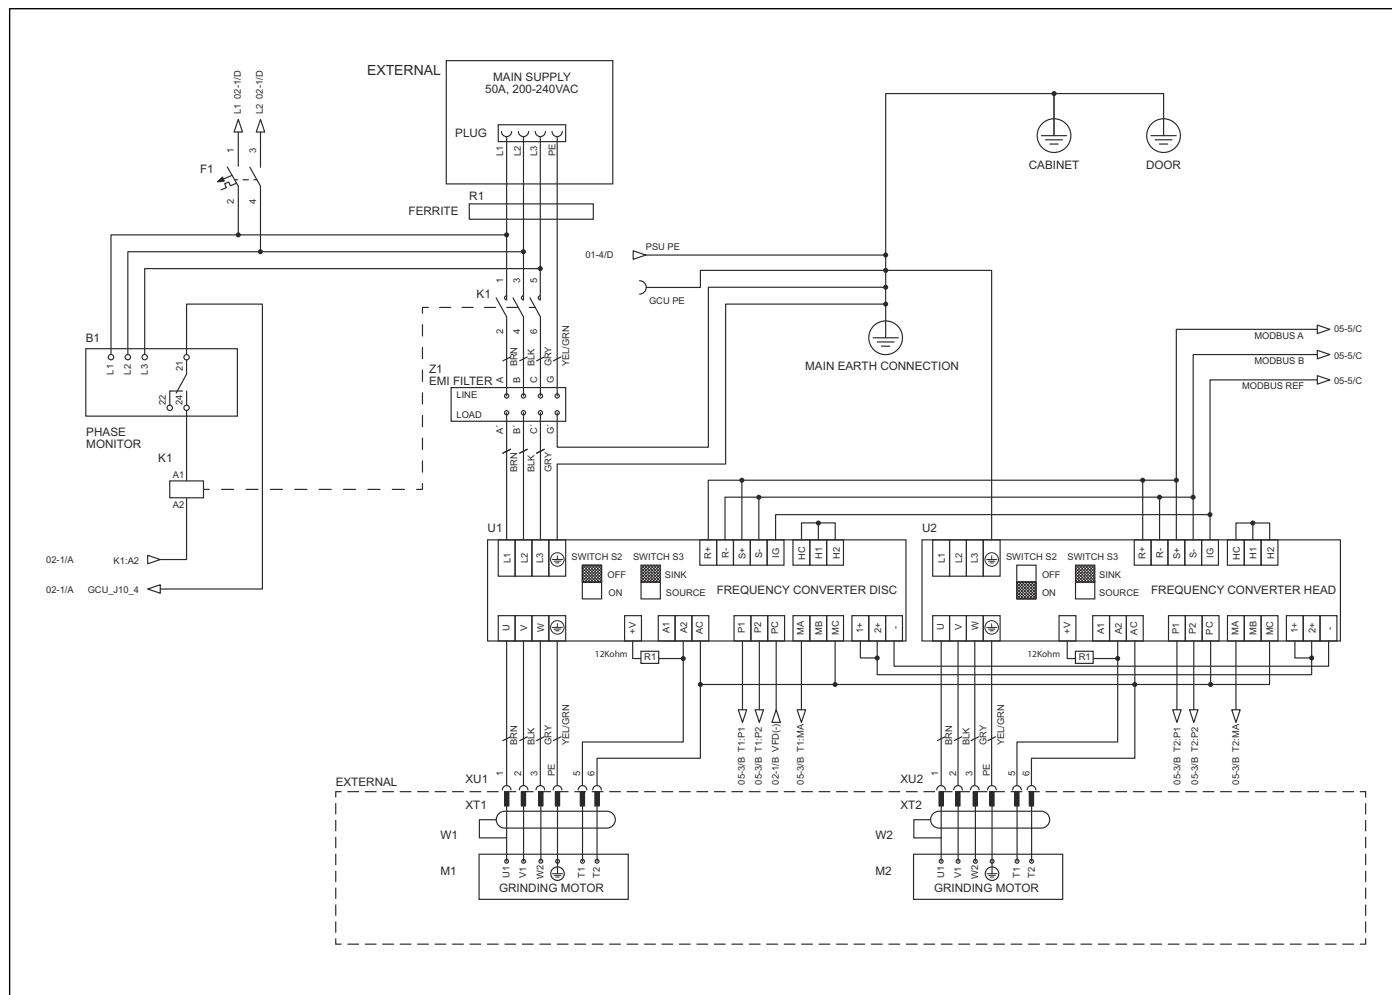 EXTERNAL
MAIN SUPPLY
50A, 200-240VAC
PLUG
L1
L2
L3
PE
R1
FERRITE
L1 02-1/D
L2 02-1/D
1
3
F1
2
4
CABINET
DOOR
01-4/D
PSU PE
GCU PE
MAIN EARTH CONNECTION
K1
1
3
5
2
4
6
BRN
BLK
GRY
YEL/GRN
Z1
EMI FILTER
A
B
C
G
LINE
LOAD
A´
B´
C´
G´
BRN
BLK
GRY
B1
L1
L2
L3
21
22
24
PHASE
MONITOR
K1
A1
A2
02-1/A
K1:A2
02-1/A
GCU_J10_4
MODBUS A
05-5/C
MODBUS B
05-5/C
MODBUS REF
05-5/C
U1
L1
L2
L3
SWITCH S2
OFF
ON
SWITCH S3
SINK
SOURCE
R+
R-
S+
S-
IG
HC
H1
H2
FREQUENCY CONVERTER DISC
U
V
W
+V
A1
A2
AC
P1
P2
PC
MA
MB
MC
1+
2+
-
12Kohm
R1
U2
L1
L2
L3
SWITCH S2
OFF
ON
SWITCH S3
SINK
SOURCE
R+
R-
S+
S-
IG
HC
H1
H2
FREQUENCY CONVERTER HEAD
U
V
W
+V
A1
A2
AC
P1
P2
PC
MA
MB
MC
1+
2+
-
12Kohm
R1
BRN
BLK
GRY
YEL/GRN
05-3/B T1:P1
05-3/B T1:P2
02-1/B VFD(-)
05-3/B T1:MA
BRN
BLK
GRY
YEL/GRN
05-3/B T2:P1
05-3/B T2:P2
05-3/B T2:MA
EXTERNAL
XU1
1
2
3
PE
5
6
XT1
W1
M1
U1
V1
W2
T1
T2
GRINDING MOTOR
XU2
1
2
3
PE
5
6
XT2
W2
M2
U1
V1
W2
T1
T2
GRINDING MOTOR